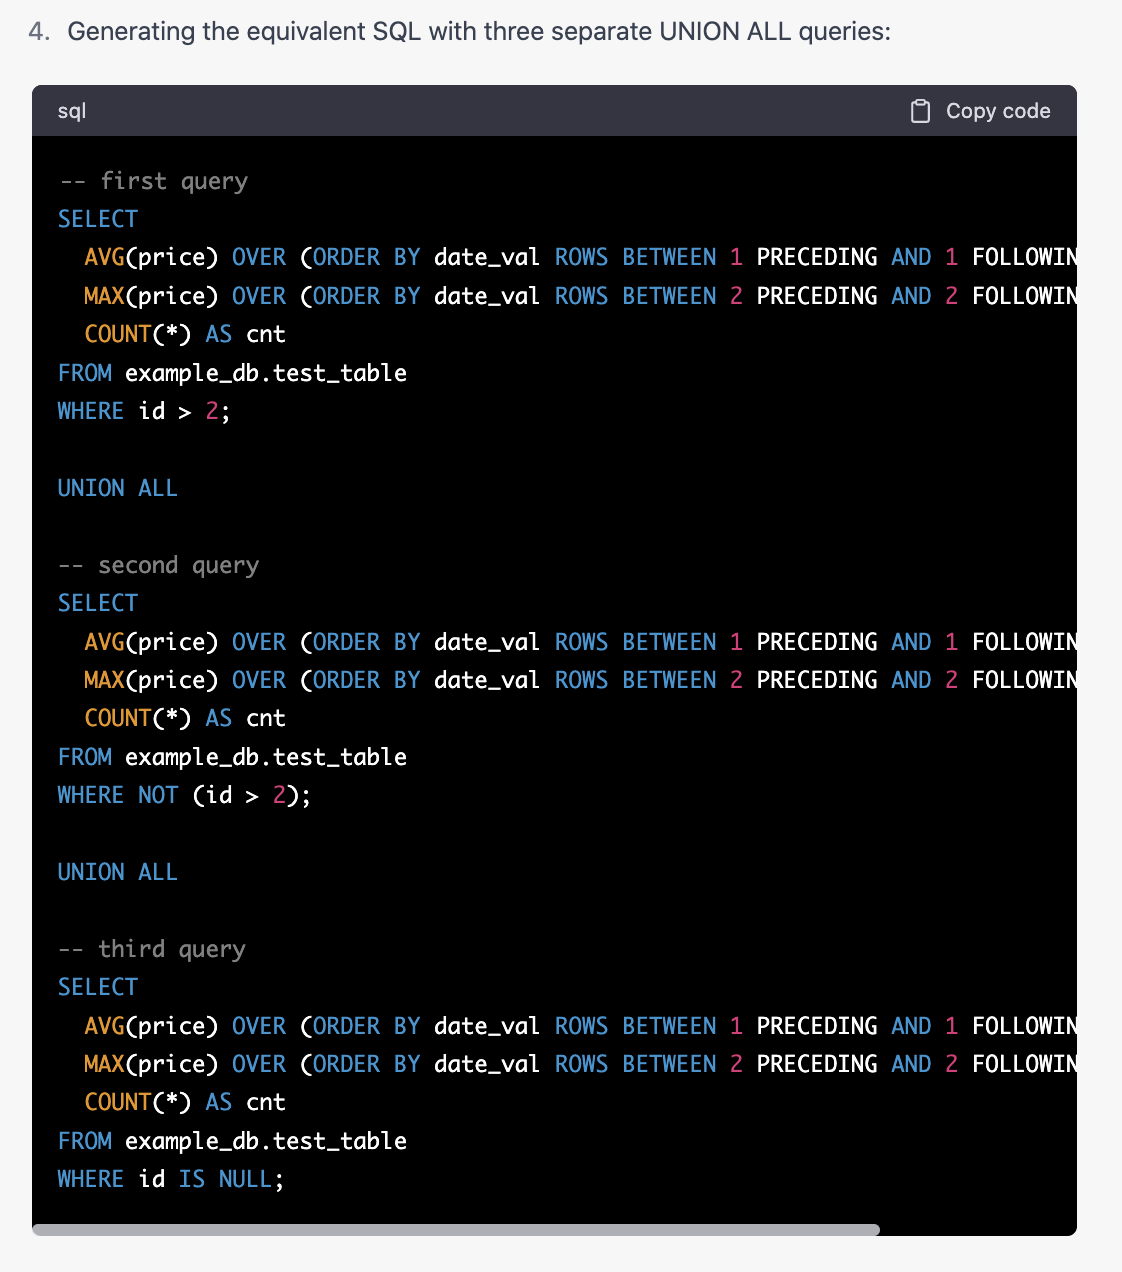 4. Generating the equivalent SQL with three separate UNION ALL queries:
sql Copy code
-- first query
SELECT
AVG(price) OVER (ORDER BY date_val ROWS BETWEEN 1 PRECEDING AND 1 FOLLOWIN
MAX(price) OVER (ORDER BY date_val ROWS BETWEEN 2 PRECEDING AND 2 FOLLOWIN
COUNT(*) AS cnt
FROM example_db.test_table
WHERE id > 2;
UNION ALL
-- second query
SELECT
AVG(price) OVER (ORDER BY date_val ROWS BETWEEN 1 PRECEDING AND 1 FOLLOWIN
MAX(price) OVER (ORDER BY date_val ROWS BETWEEN 2 PRECEDING AND 2 FOLLOWIN
COUNT(*) AS cnt
FROM example_db.test_table
WHERE NOT (id > 2);
UNION ALL
-- third query
SELECT
AVG(price) OVER (ORDER BY date_val ROWS BETWEEN 1 PRECEDING AND 1 FOLLOWIN
MAX(price) OVER (ORDER BY date_val ROWS BETWEEN 2 PRECEDING AND 2 FOLLOWIN
COUNT(*) AS cnt
FROM example_db.test_table
WHERE id IS NULL;